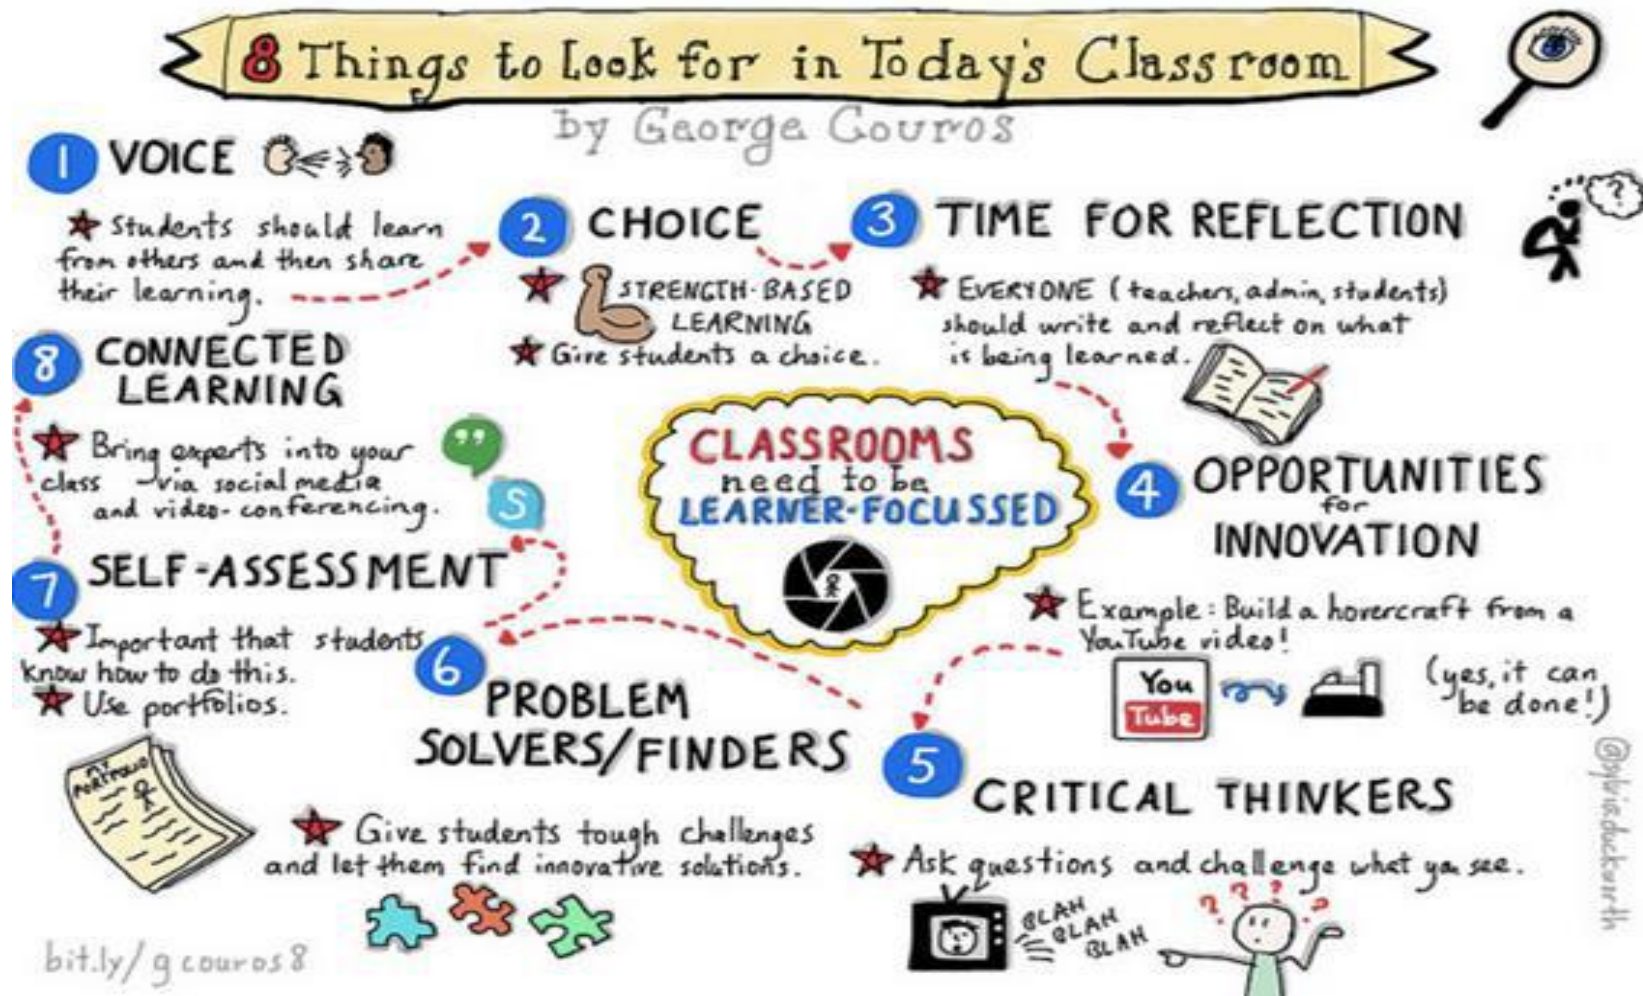 8 Things to Look for in Today's Classroom
by George Couros
1 VOICE
Students should learn
from others and then share
their learning.
2 CHOICE
STRENGTH-BASED
LEARNING
Give students a choice.
3 TIME FOR REFLECTION
?
EVERYONE (teachers, admin, students)
should write and reflect on what
is being learned.
4 OPPORTUNITIES
for
INNOVATION
Example: Build a hovercraft from a
YouTube video!
You
Tube
(yes, it can
be done!)
5 CRITICAL THINKERS
Ask questions and challenge what you see.
BLAH
BLAH
BLAH
? ? ? ?
6 PROBLEM
SOLVERS/FINDERS
Give students tough challenges
and let them find innovative solutions.
7 SELF-ASSESSMENT
Important that students
know how to do this.
Use portfolios.
MY
PORTFOLIO
8 CONNECTED
LEARNING
Bring experts into your
class via social media
and video-conferencing.
S
CLASSROOMS
need to be
LEARNER-FOCUSSED
@sylviaduckworth
bit.ly/gcouros8